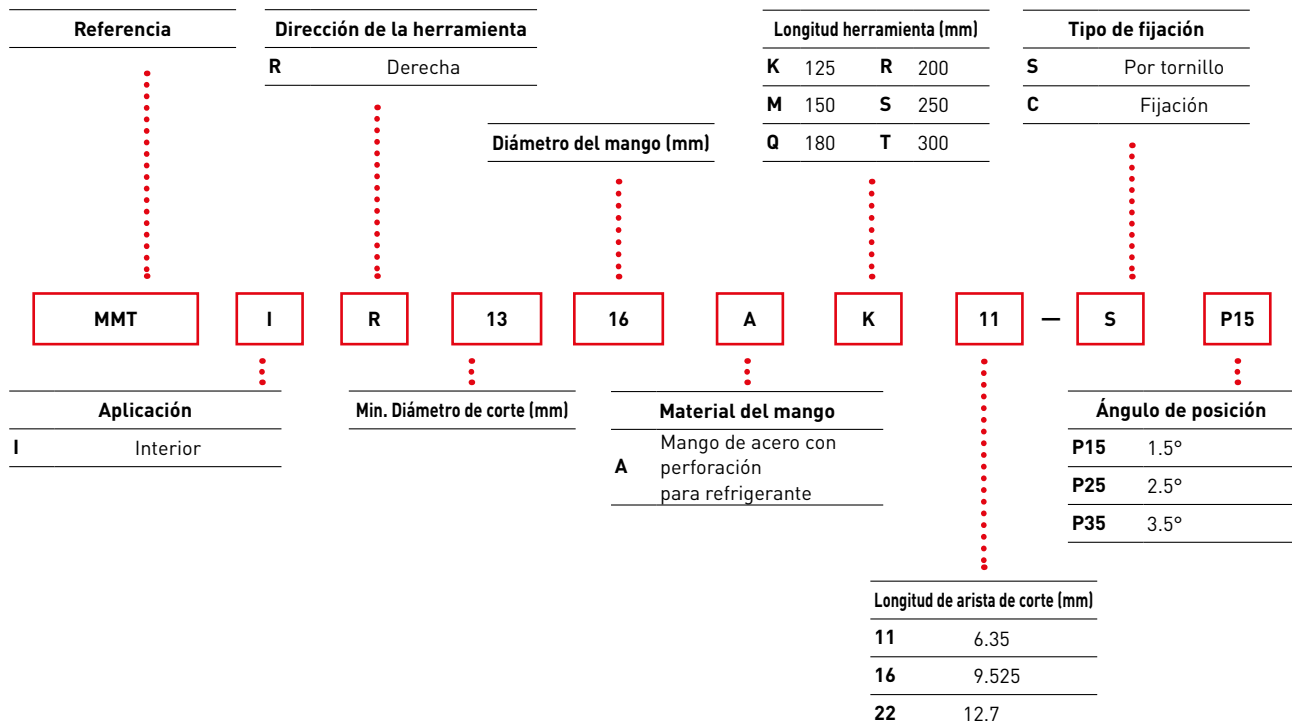 Referencia
Dirección de la herramienta
R Derecha
Diámetro del mango (mm)
Longitud herramienta (mm)
K 125 R 200
M 150 S 250
Q 180 T 300
Tipo de fijación
S Por tornillo
C Fijación
MMT I R 13 16 A K 11 — S P15
Aplicación
I Interior
Min. Diámetro de corte (mm)
Material del mango
A Mango de acero con
perforación
para refrigerante
Ángulo de posición
P15 1.5°
P25 2.5°
P35 3.5°
Longitud de arista de corte (mm)
11 6.35
16 9.525
22 12.7